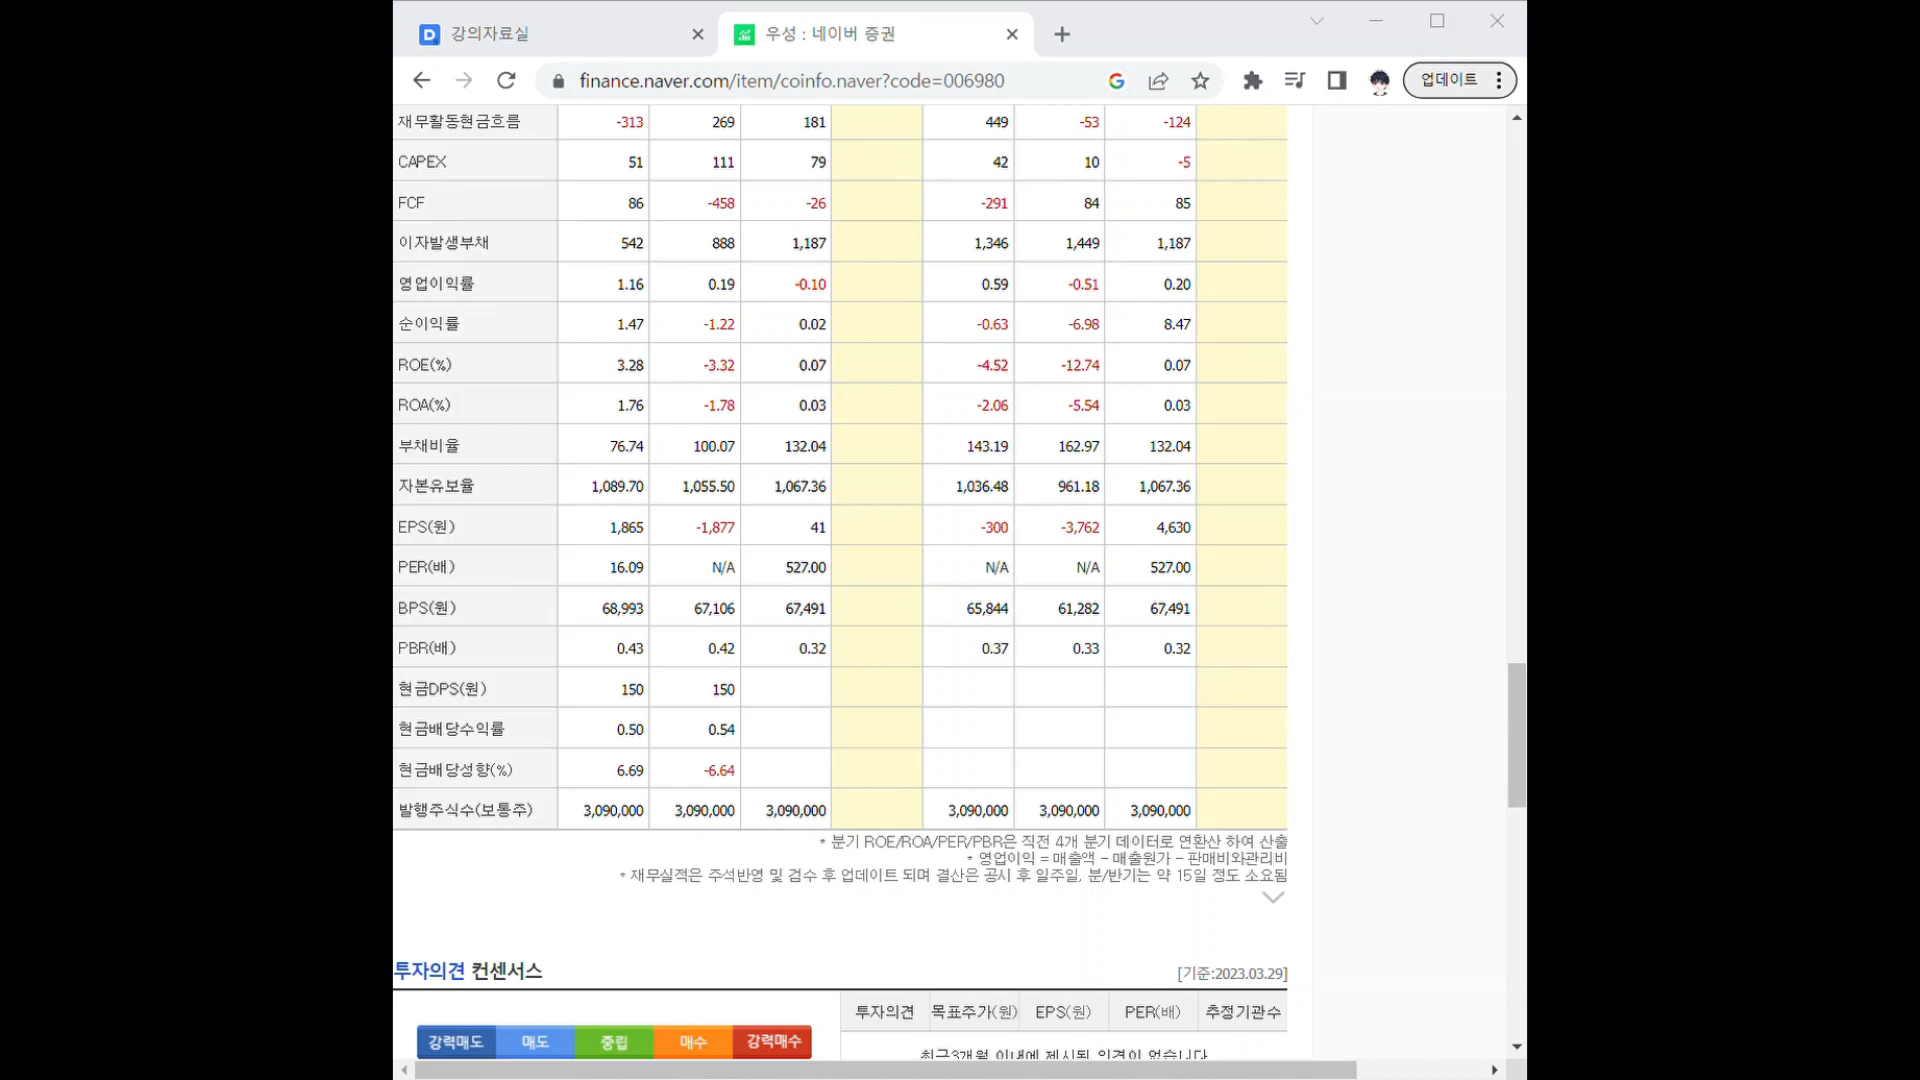 강의자료실
우성 : 네이버 증권
finance.naver.com/item/coinfo.naver?code=006980
업데이트
재무활동현금흐름 -313 269 181 449 -53 -124
CAPEX 51 111 79 42 10 -5
FCF 86 -458 -26 -291 84 85
이자발생부채 542 888 1,187 1,346 1,449 1,187
영업이익률 1.16 0.19 -0.10 0.59 -0.51 0.20
순이익률 1.47 -1.22 0.02 -0.63 -6.98 8.47
ROE(%) 3.28 -3.32 0.07 -4.52 -12.74 0.07
ROA(%) 1.76 -1.78 0.03 -2.06 -5.54 0.03
부채비율 76.74 100.07 132.04 143.19 162.97 132.04
자본유보율 1,089.70 1,055.50 1,067.36 1,036.48 961.18 1,067.36
EPS(원) 1,865 -1,877 41 -300 -3,762 4,630
PER(배) 16.09 N/A 527.00 N/A N/A 527.00
BPS(원) 68,993 67,106 67,491 65,844 61,282 67,491
PBR(배) 0.43 0.42 0.32 0.37 0.33 0.32
현금DPS(원) 150 150
현금배당수익률 0.50 0.54
현금배당성향(%) 6.69 -6.64
발행주식수(보통주) 3,090,000 3,090,000 3,090,000 3,090,000 3,090,000 3,090,000
* 분기 ROE/ROA/PER/PBR은 직전 4개 분기 데이터로 연환산 하여 산출
* 영업이익 = 매출액 - 매출원가 - 판매비와관리비
* 재무실적은 주석반영 및 검수 후 업데이트 되며 결산은 공시 후 일주일, 분/반기는 약 15일 정도 소요됨
투자의견 컨센서스 [기준:2023.03.29]
투자의견 목표주가(원) EPS(원) PER(배) 추정기관수
강력매도 매도 중립 매수 강력매수
최근3개월 이내에 제시된 의견이 없습니다